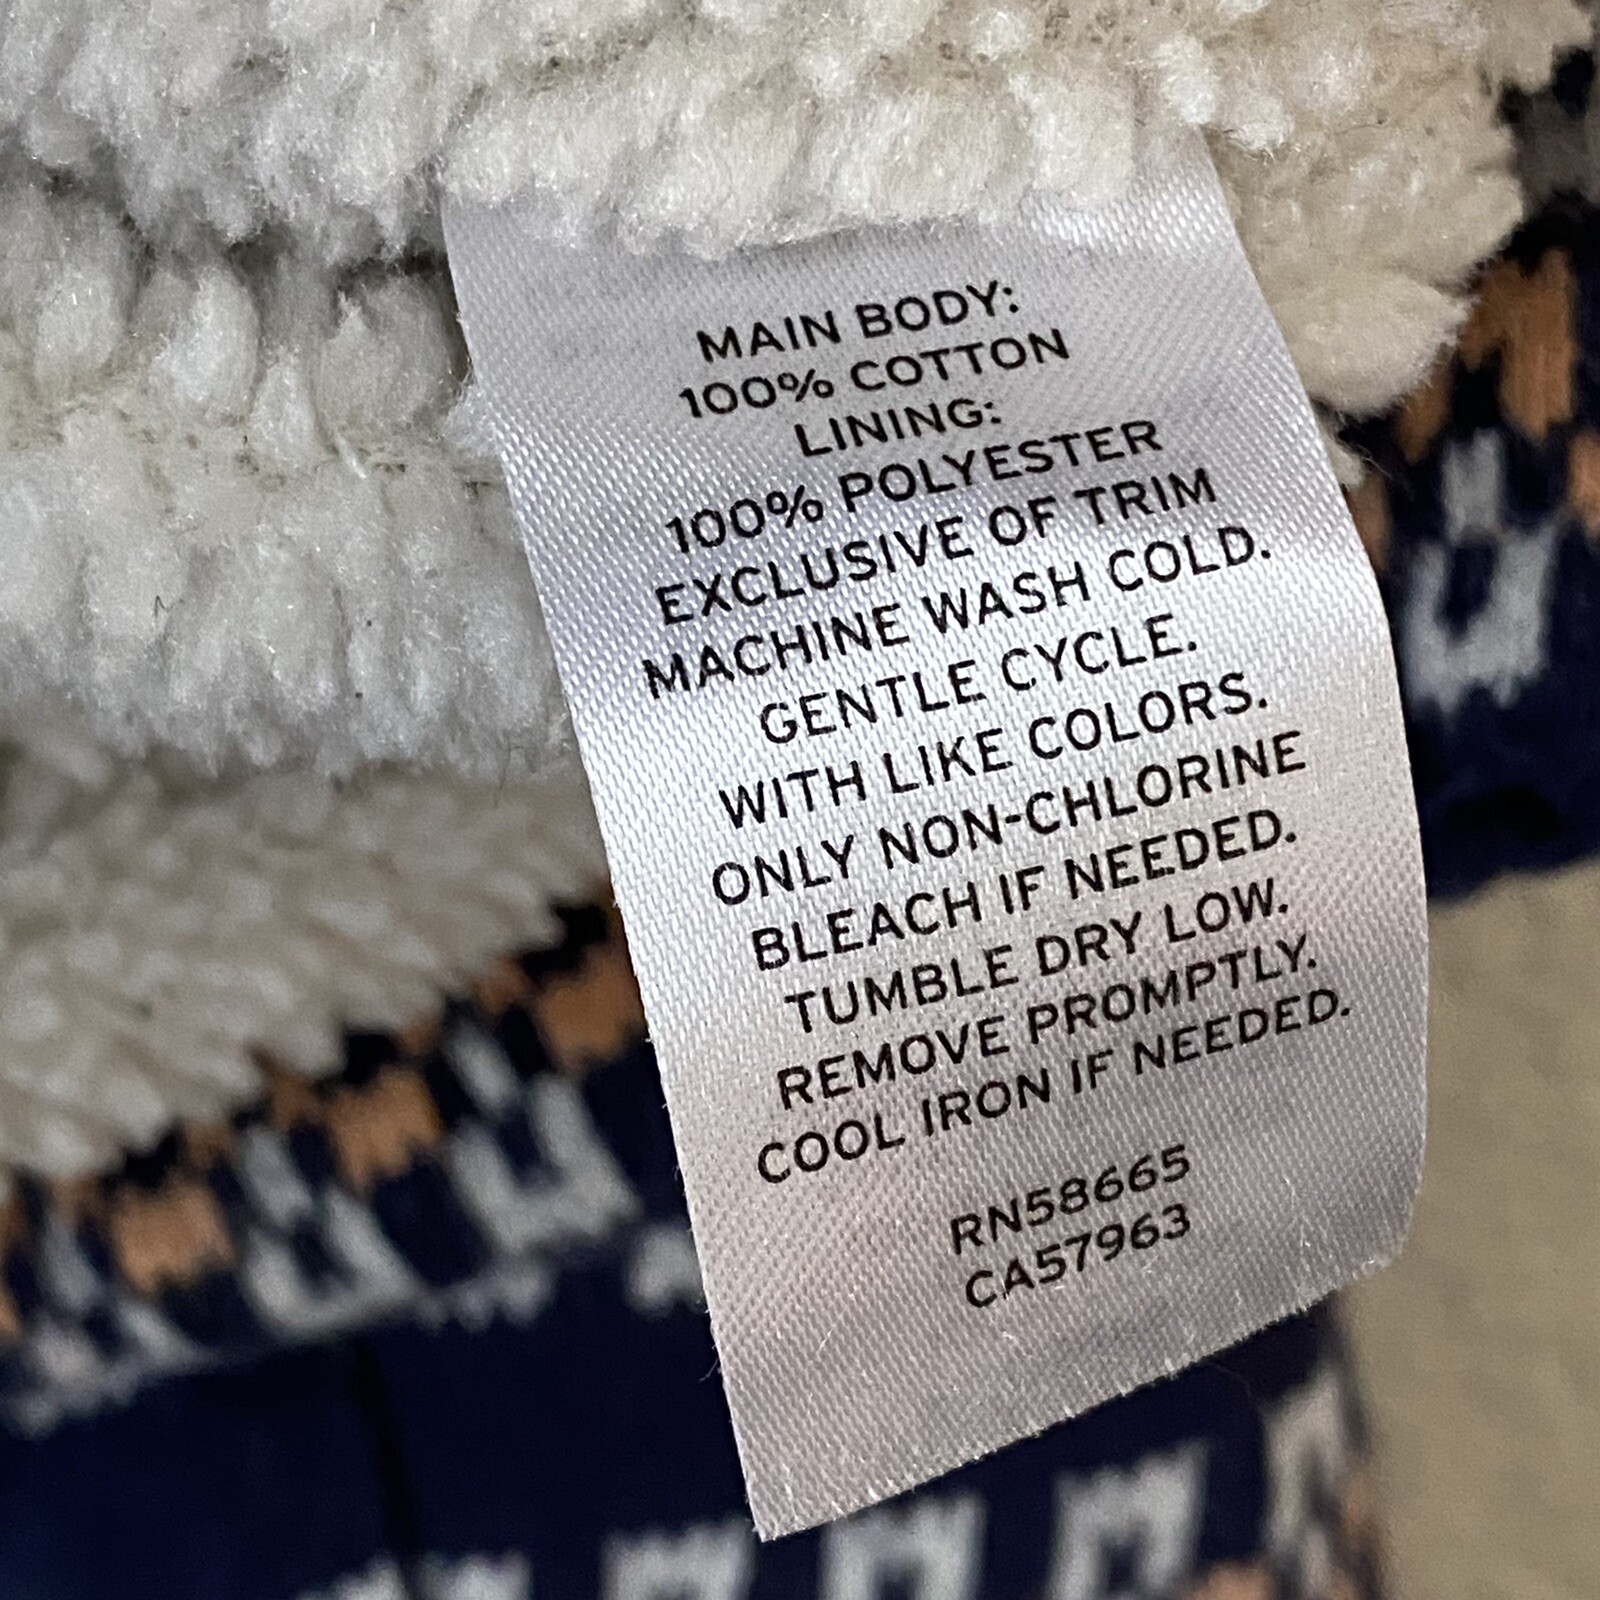 MAIN BODY:
100% COTTON
LINING:
100% POLYESTER
EXCLUSIVE OF TRIM
MACHINE WASH COLD.
GENTLE CYCLE.
WITH LIKE COLORS.
ONLY NON-CHLORINE
BLEACH IF NEEDED.
TUMBLE DRY LOW.
REMOVE PROMPTLY.
COOL IRON IF NEEDED.
RN58665
CA57963